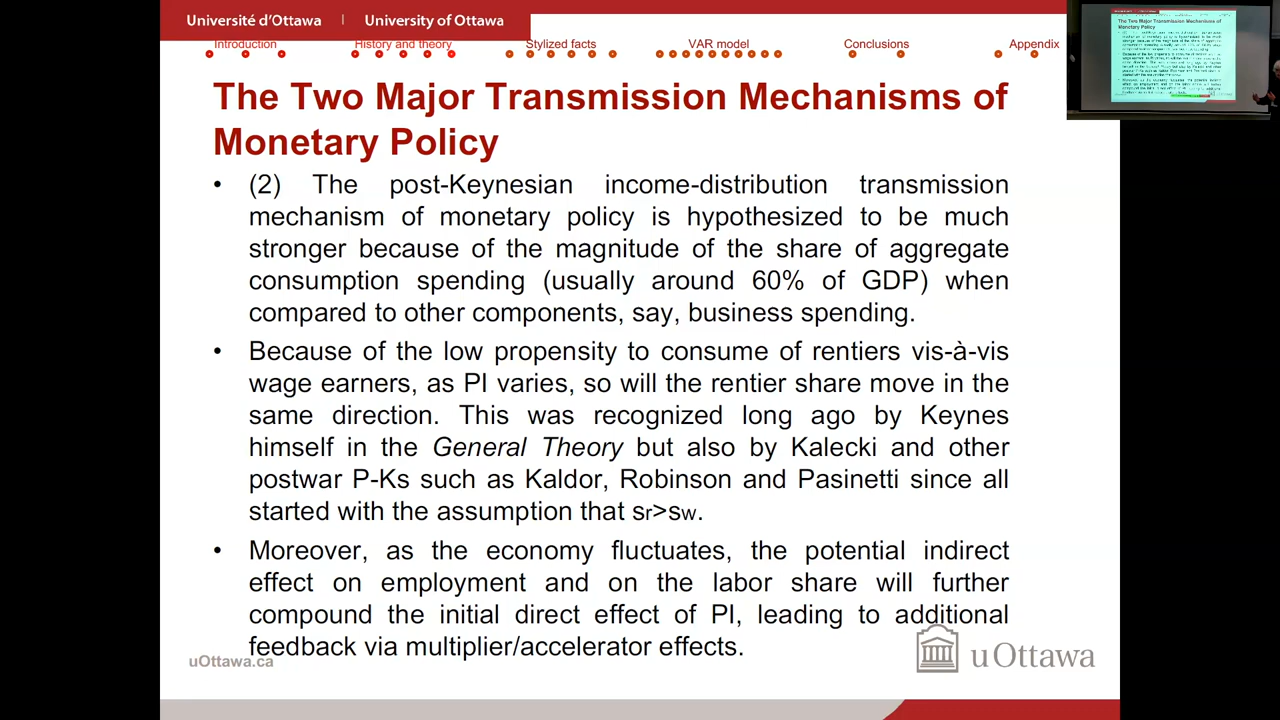 Université d'Ottawa | University of Ottawa
Introduction History and theory Stylized facts VAR model Conclusions Appendix
The Two Major Transmission Mechanisms of
Monetary Policy
• (2) The post-Keynesian income-distribution transmission
mechanism of monetary policy is hypothesized to be much
stronger because of the magnitude of the share of aggregate
consumption spending (usually around 60% of GDP) when
compared to other components, say, business spending.
• Because of the low propensity to consume of rentiers vis-à-vis
wage earners, as PI varies, so will the rentier share move in the
same direction. This was recognized long ago by Keynes
himself in the General Theory but also by Kalecki and other
postwar P-Ks such as Kaldor, Robinson and Pasinetti since all
started with the assumption that sr>sw.
• Moreover, as the economy fluctuates, the potential indirect
effect on employment and on the labor share will further
compound the initial direct effect of PI, leading to additional
feedback via multiplier/accelerator effects.
uOttawa.ca
uOttawa
The Two Major Transmission Mechanisms of
Monetary Policy